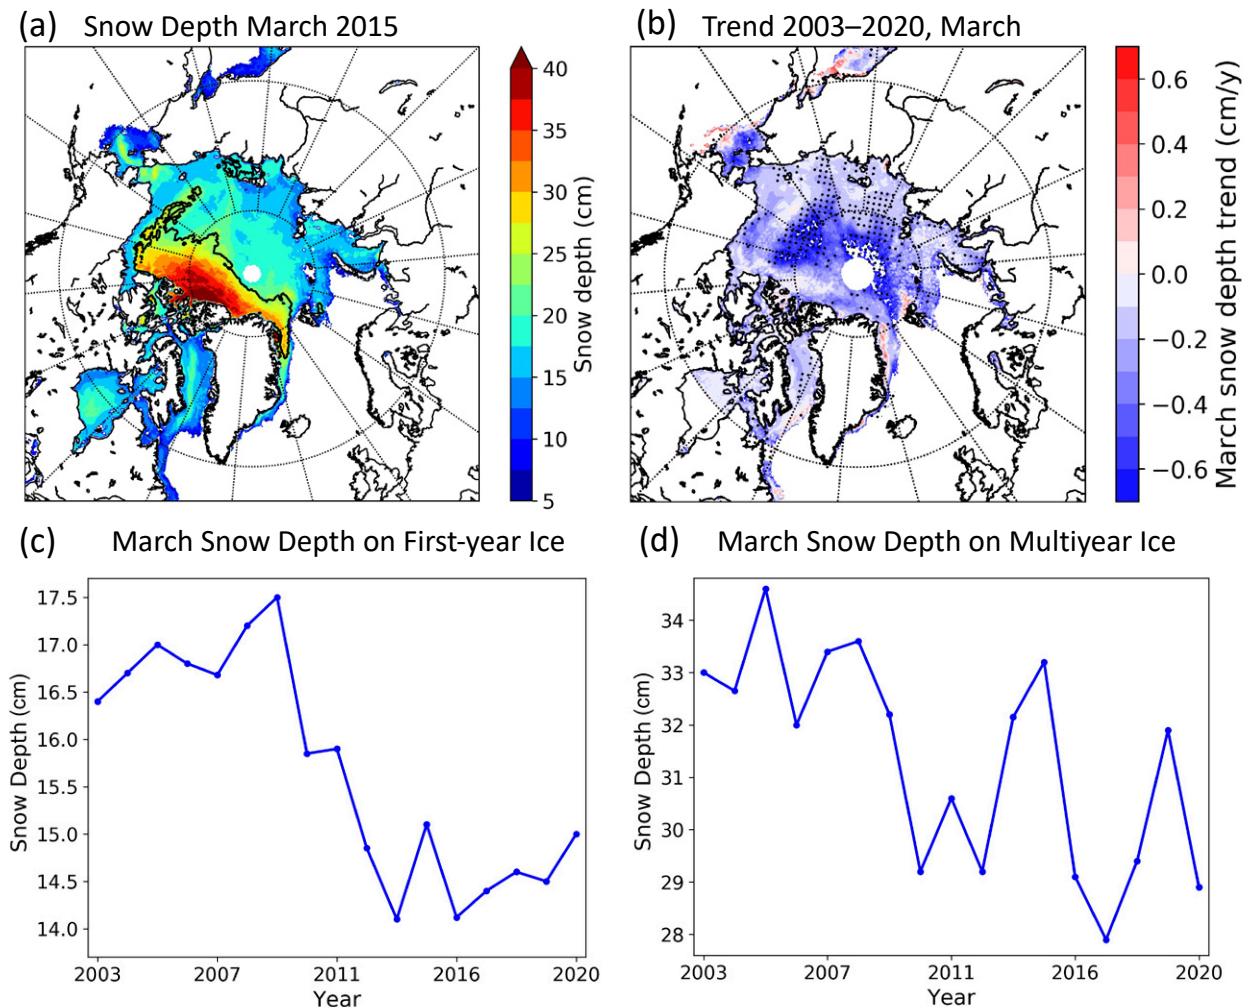 (a) Snow Depth March 2015
40
35
30
25
20
15
10
5
Snow depth (cm)
(b) Trend 2003–2020, March
0.6
0.4
0.2
0.0
−0.2
−0.4
−0.6
March snow depth trend (cm/y)
(c) March Snow Depth on First-year Ice
17.5
17.0
16.5
16.0
15.5
15.0
14.5
14.0
Snow Depth (cm)
2003 2007 2011 2016 2020
Year
(d) March Snow Depth on Multiyear Ice
34
33
32
31
30
29
28
Snow Depth (cm)
2003 2007 2011 2016 2020
Year